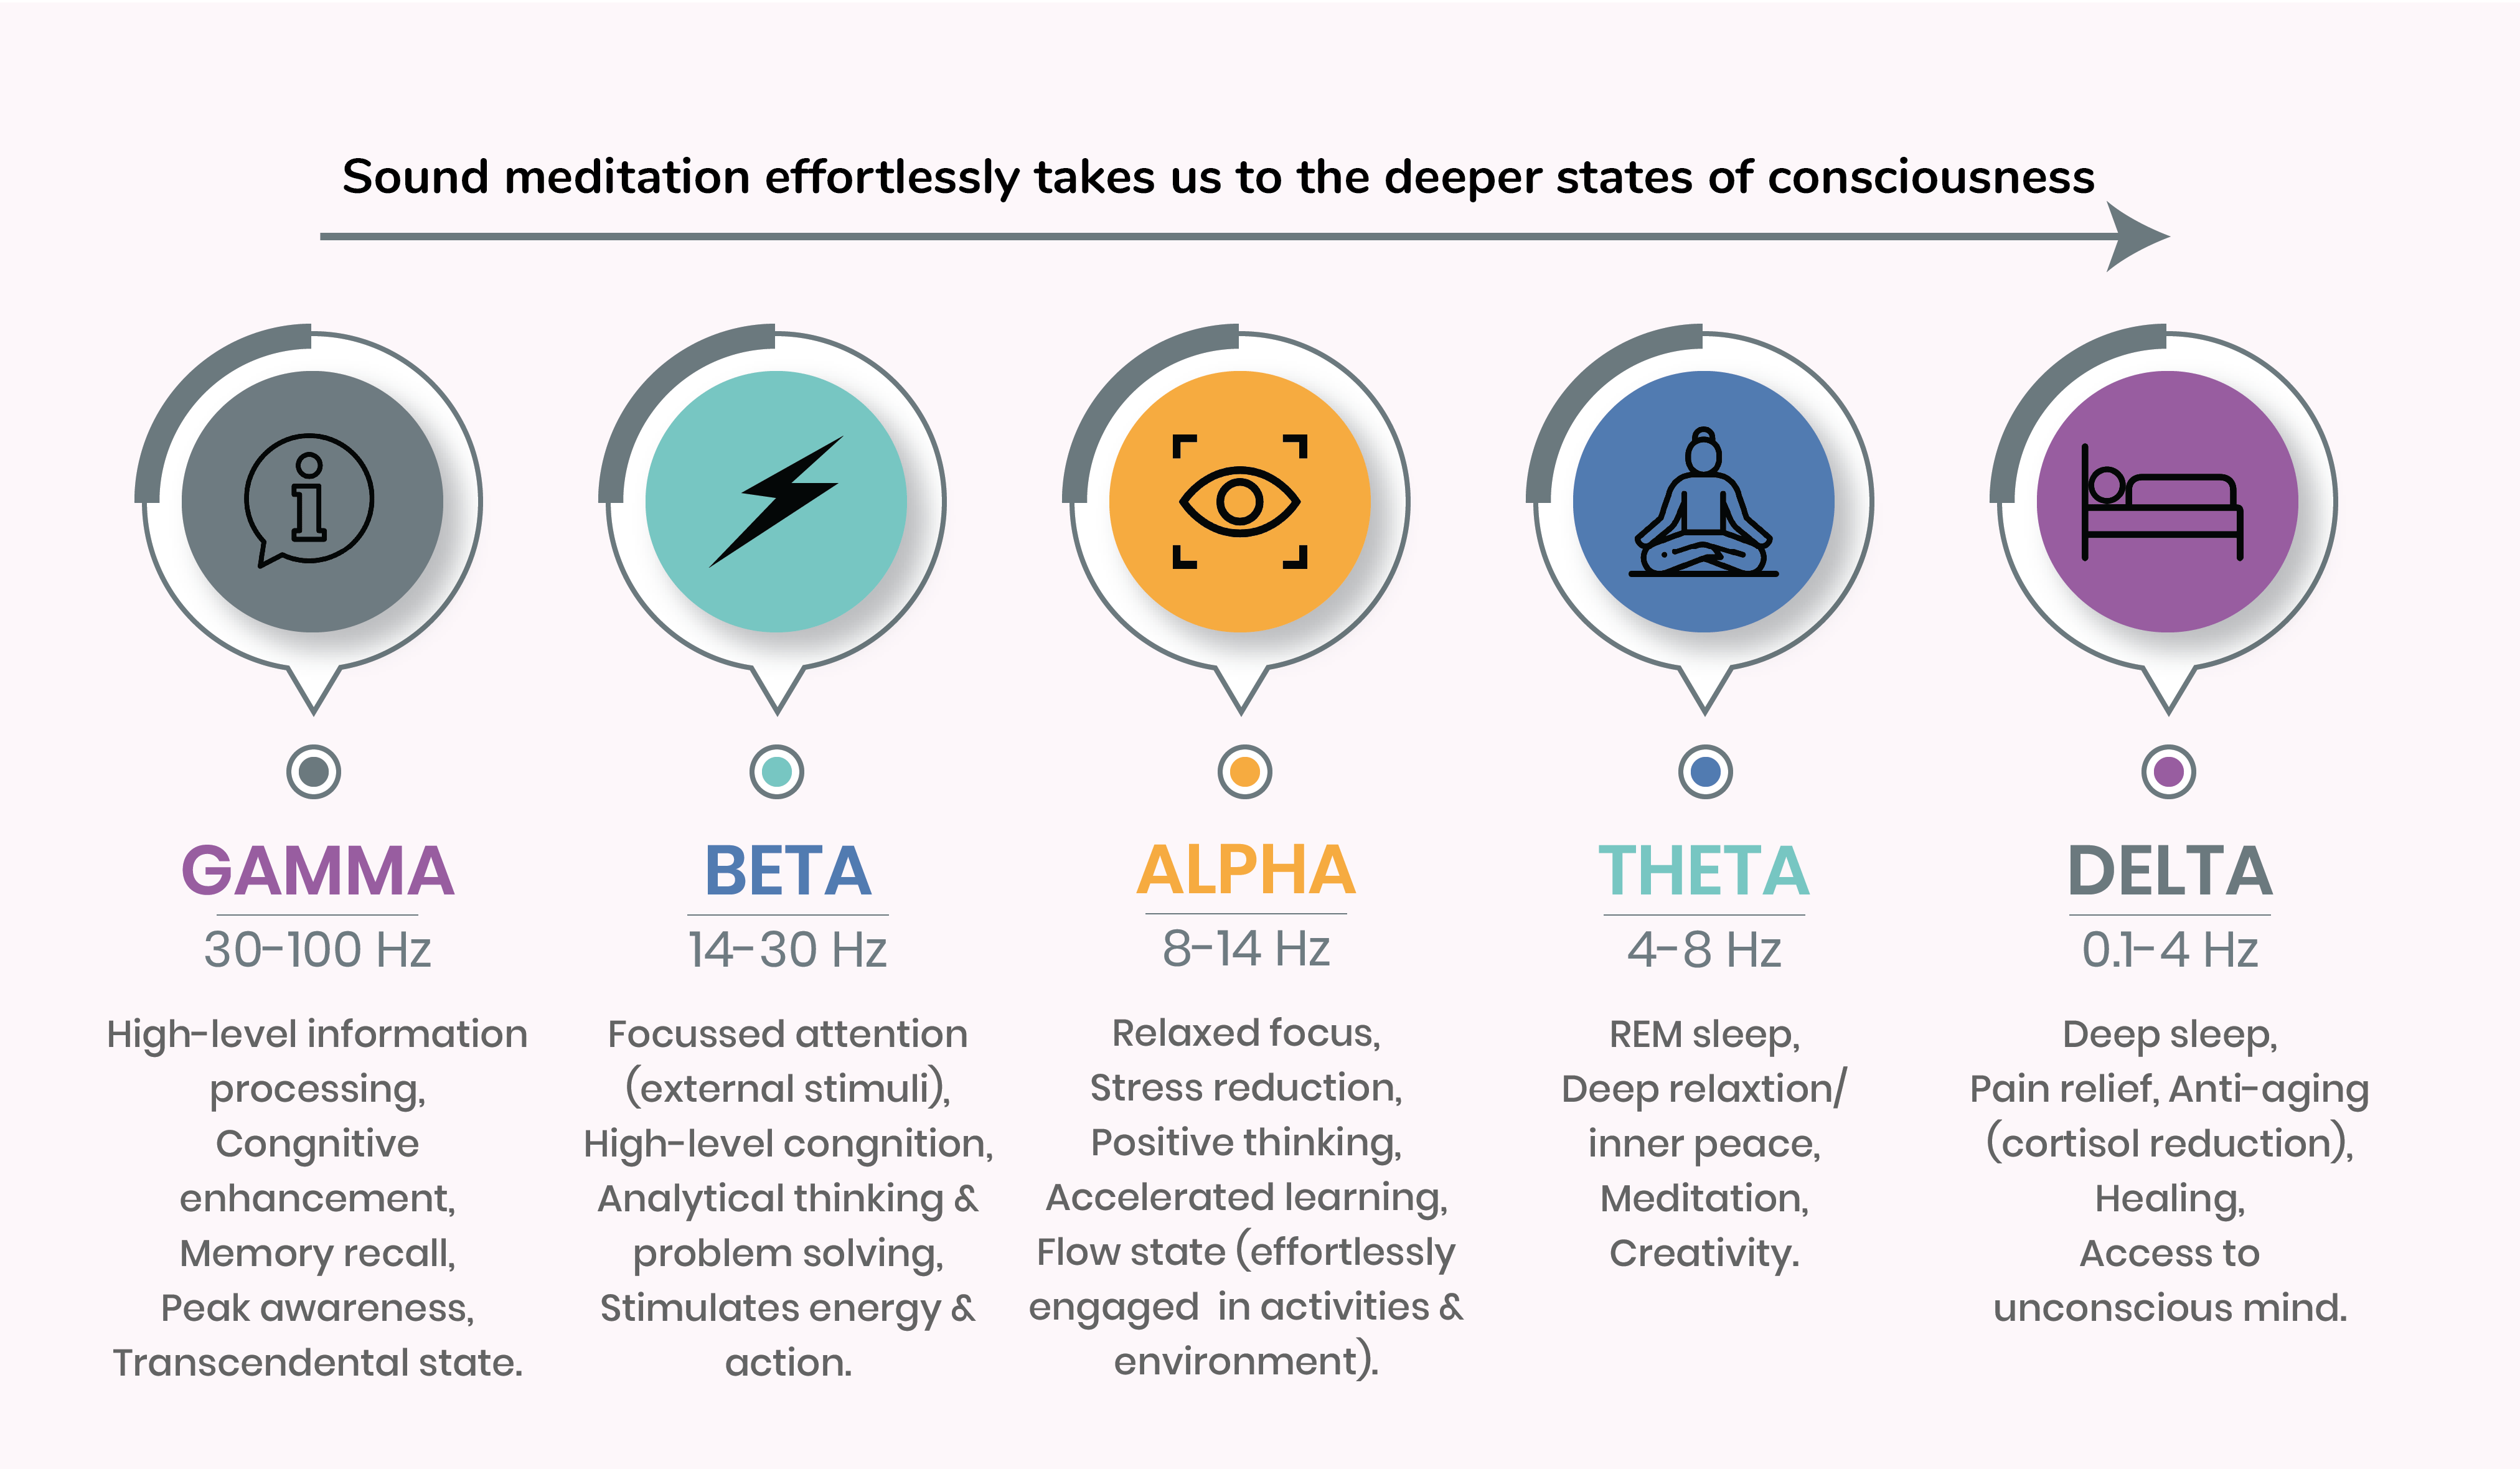 Sound meditation effortlessly takes us to the deeper states of consciousness
GAMMA
30-100 Hz
High-level information
processing,
Congnitive
enhancement,
Memory recall,
Peak awareness,
Transcendental state.
BETA
14-30 Hz
Focussed attention
(external stimuli),
High-level congnition,
Analytical thinking &
problem solving,
Stimulates energy &
action.
ALPHA
8-14 Hz
Relaxed focus,
Stress reduction,
Positive thinking,
Accelerated learning,
Flow state (effortlessly
engaged in activities &
environment).
THETA
4-8 Hz
REM sleep,
Deep relaxtion/
inner peace,
Meditation,
Creativity.
DELTA
0.1-4 Hz
Deep sleep,
Pain relief, Anti-aging
(cortisol reduction),
Healing,
Access to
unconscious mind.